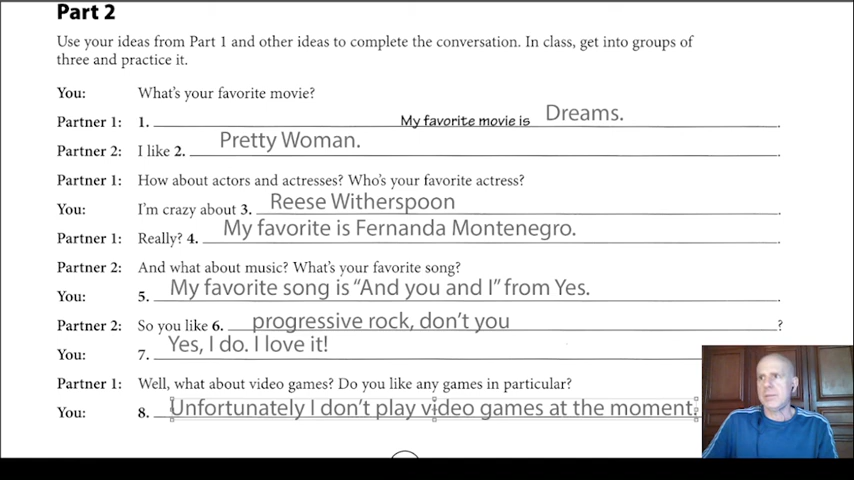 Part 2
Use your ideas from Part 1 and other ideas to complete the conversation. In class, get into groups of
three and practice it.
You: What's your favorite movie?
Partner 1: 1. My favorite movie is Dreams. .
Partner 2: I like 2. Pretty Woman. .
Partner 1: How about actors and actresses? Who's your favorite actress?
You: I'm crazy about 3. Reese Witherspoon .
Partner 1: Really? 4. My favorite is Fernanda Montenegro. .
Partner 2: And what about music? What's your favorite song?
You: 5. My favorite song is "And you and I" from Yes. .
Partner 2: So you like 6. progressive rock, don't you ?
You: 7. Yes, I do. I love it!
Partner 1: Well, what about video games? Do you like any games in particular?
You: 8. Unfortunately I don't play video games at the moment.